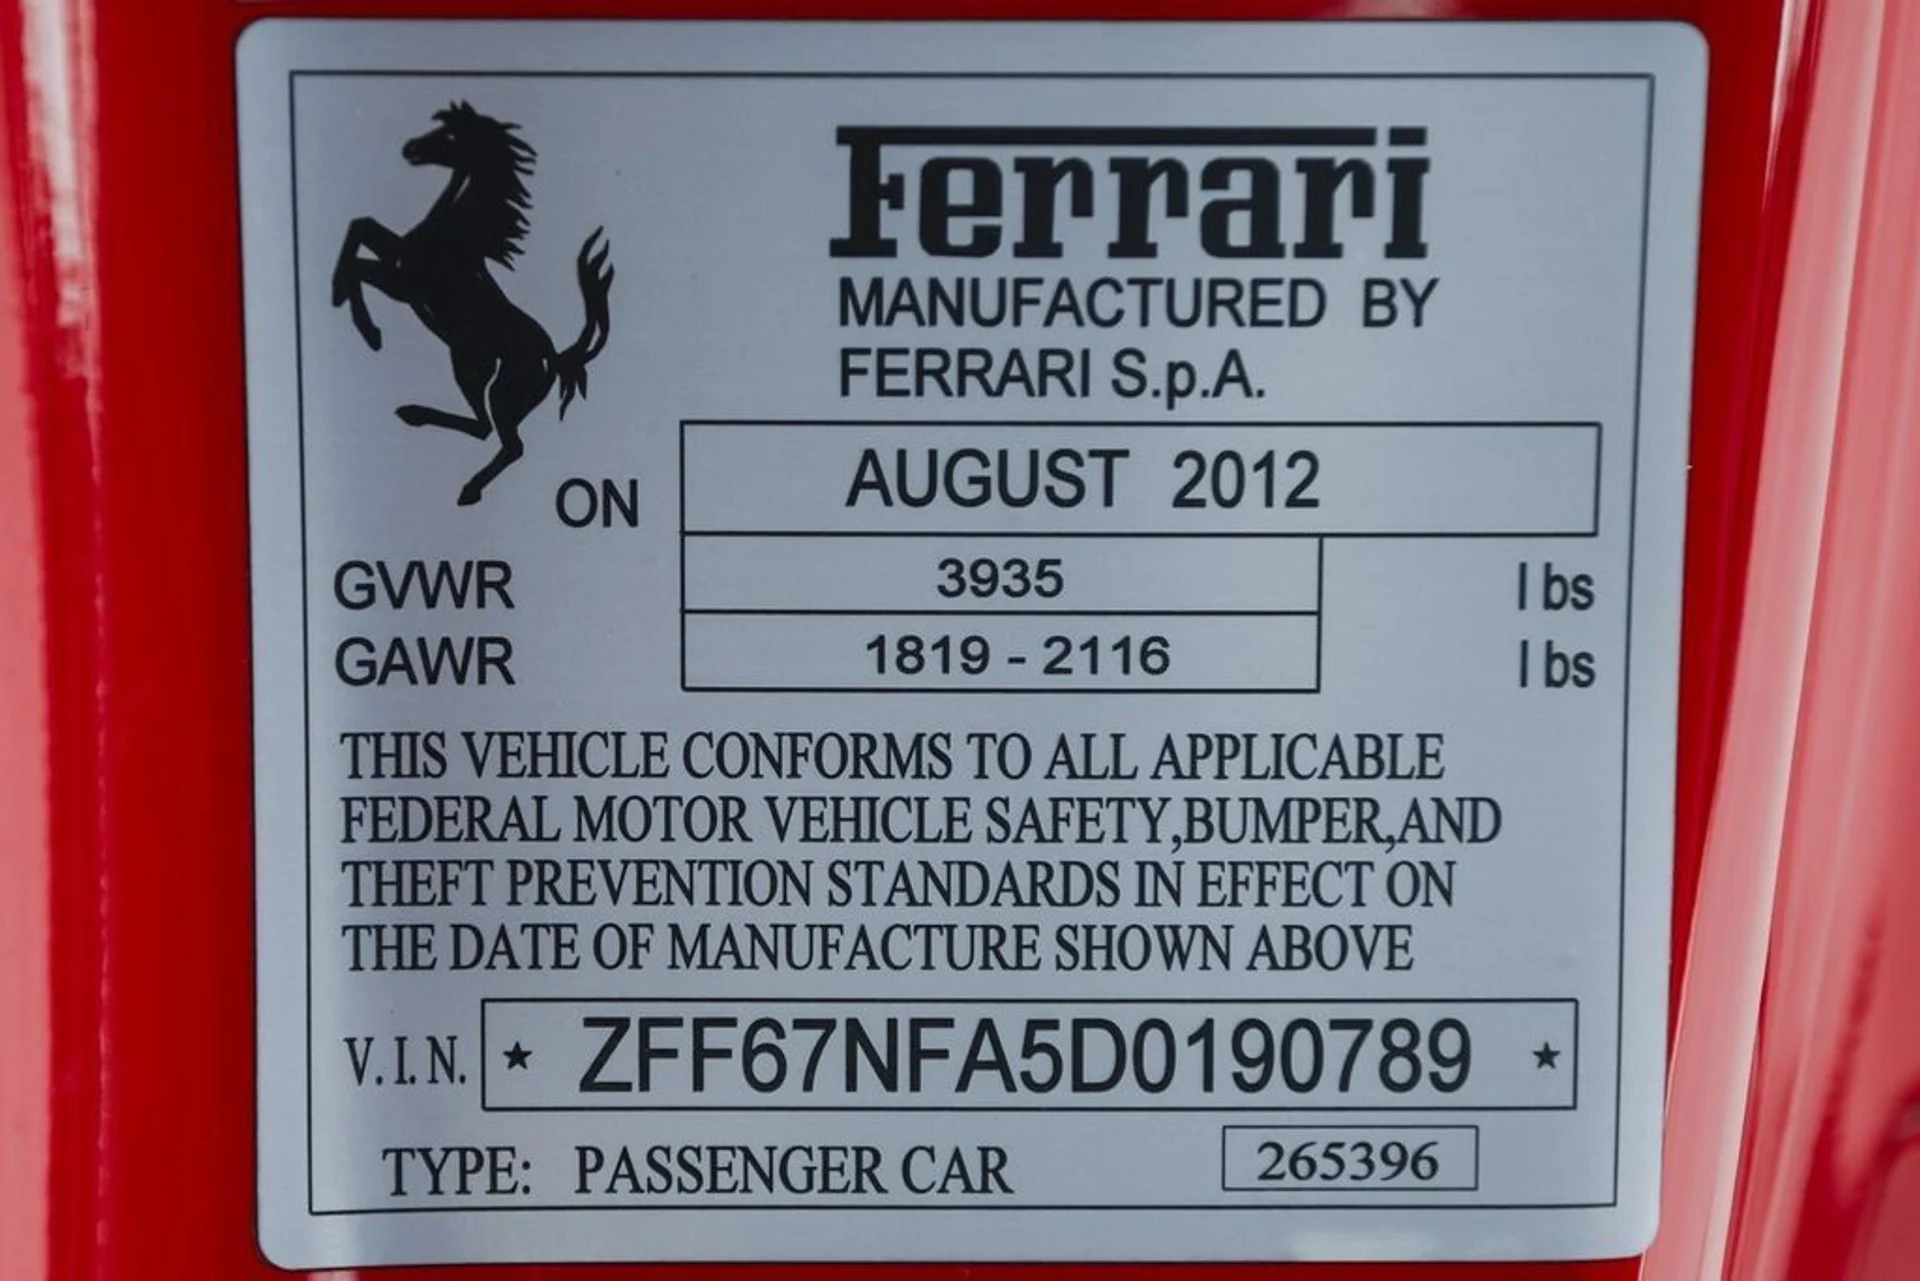 Ferrari
MANUFACTURED BY
FERRARI S.p.A.
ON AUGUST 2012
GVWR 3935 lbs
GAWR 1819 - 2116 lbs
THIS VEHICLE CONFORMS TO ALL APPLICABLE
FEDERAL MOTOR VEHICLE SAFETY,BUMPER,AND
THEFT PREVENTION STANDARDS IN EFFECT ON
THE DATE OF MANUFACTURE SHOWN ABOVE
V.I.N. ★ ZFF67NFA5D0190789 ★
TYPE: PASSENGER CAR 265396